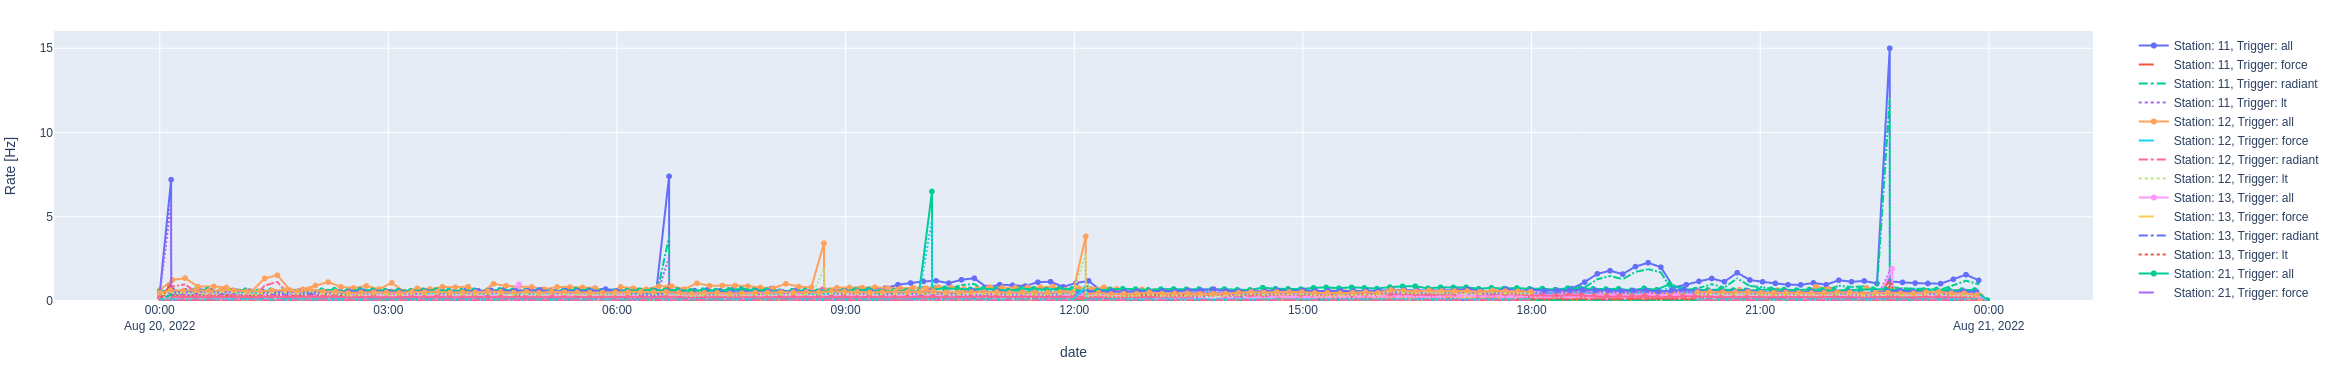 Rate [Hz]
15
10
5
0
00:00
Aug 20, 2022
03:00
06:00
09:00
12:00
15:00
18:00
21:00
00:00
Aug 21, 2022
date
Station: 11, Trigger: all
Station: 11, Trigger: force
Station: 11, Trigger: radiant
Station: 11, Trigger: lt
Station: 12, Trigger: all
Station: 12, Trigger: force
Station: 12, Trigger: radiant
Station: 12, Trigger: lt
Station: 13, Trigger: all
Station: 13, Trigger: force
Station: 13, Trigger: radiant
Station: 13, Trigger: lt
Station: 21, Trigger: all
Station: 21, Trigger: force